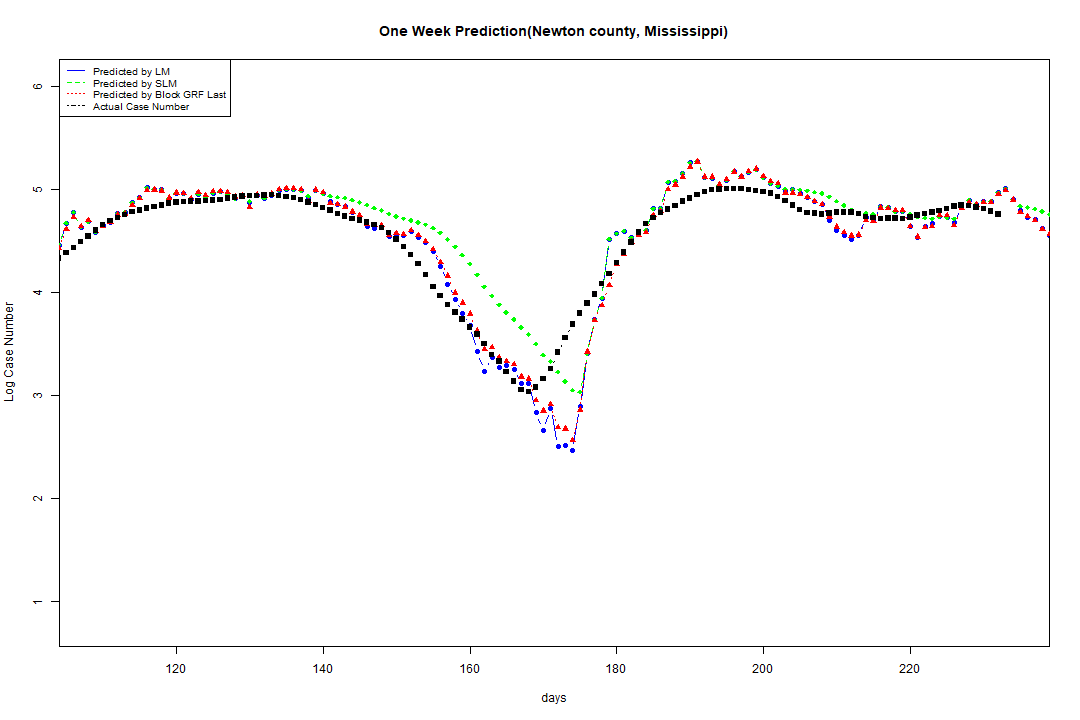 One Week Prediction(Newton county, Mississippi)
Predicted by LM
Predicted by SLM
Predicted by Block GRF Last
Actual Case Number
6
5
4
3
2
1
Log Case Number
120 140 160 180 200 220
days